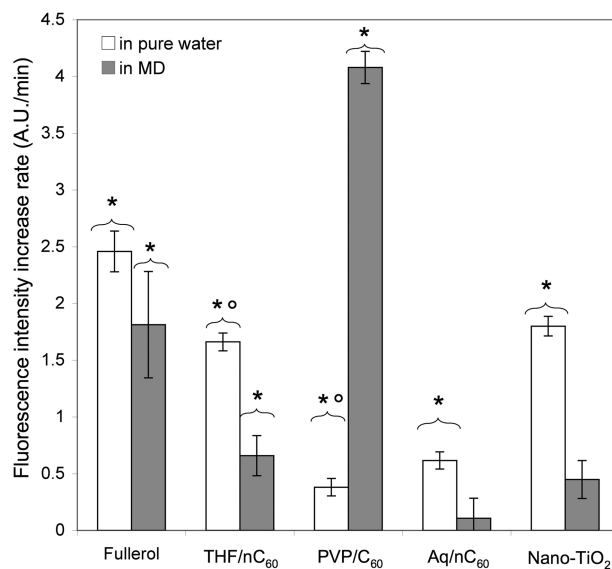 Fluorescence intensity increase rate (A.U./min)
4.5
4
3.5
3
2.5
2
1.5
1
0.5
0
in pure water
in MD
* * * ° * * ° * * *
Fullerol THF/nC₆₀ PVP/C₆₀ Aq/nC₆₀ Nano-TiO₂